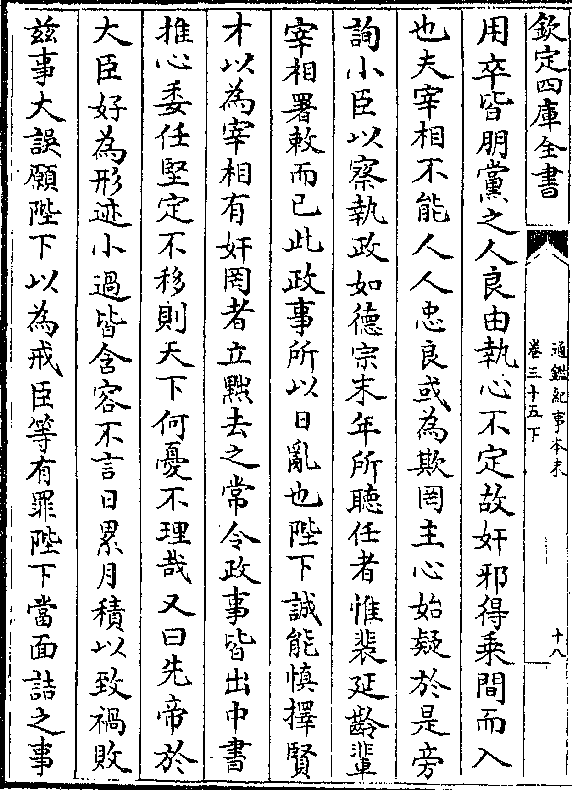 欽定四庫全書
通鑑紀事本末
卷三十五下
十八
用卒皆朋黨之人良由執心不定故奸邪得乘間而入
也夫宰相不能人人忠良或為欺罔主心始疑於是旁
詢小臣以察執政如德宗末年所聽任者惟裴延齡輩
宰相署敕而已此政事所以日亂也陛下誠能慎擇賢
才以為宰相有奸罔者立黜去之常令政事皆出中書
推心委任堅定不移則天下何憂不理哉又曰先帝於
大臣好為形迹小過皆含容不言日累月積以致禍敗
兹事大誤願陛下以為戒臣等有罪陛下當面詰之事